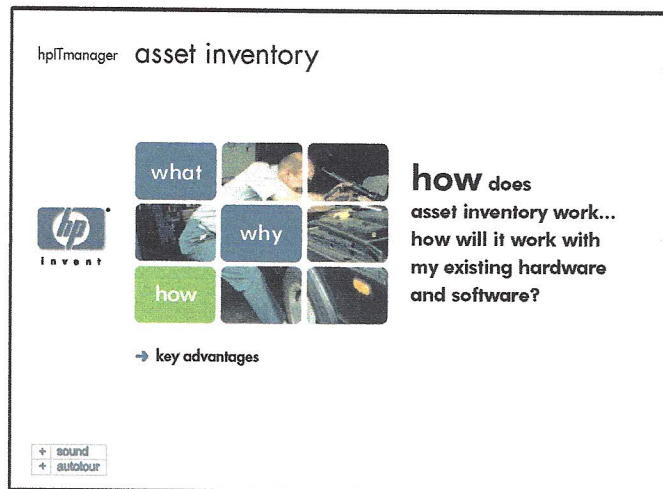 hpITmanager asset inventory
what
why
how
hp
invent
how does
asset inventory work...
how will it work with
my existing hardware
and software?
→ key advantages
+ sound
+ autotour